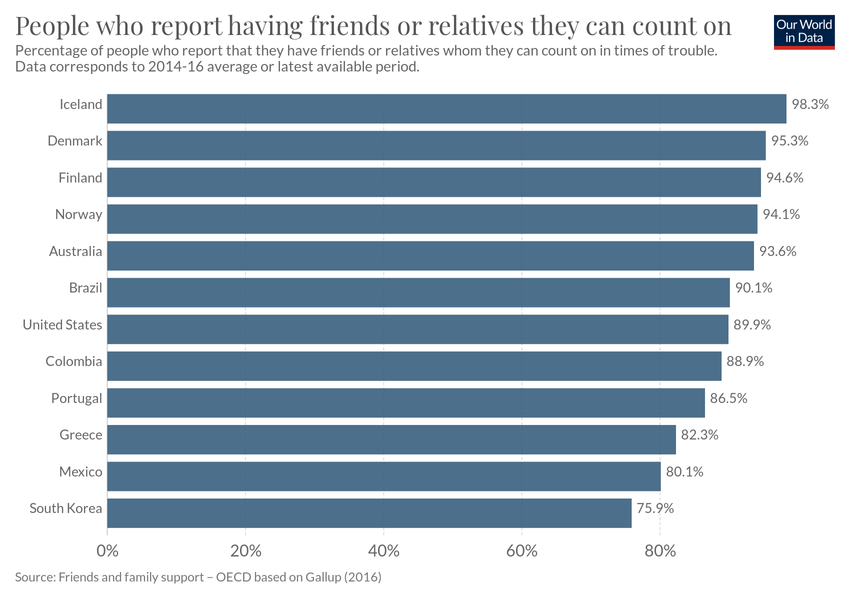 People who report having friends or relatives they can count on
Our World
in Data
Percentage of people who report that they have friends or relatives whom they can count on in times of trouble.
Data corresponds to 2014-16 average or latest available period.
Iceland 98.3%
Denmark 95.3%
Finland 94.6%
Norway 94.1%
Australia 93.6%
Brazil 90.1%
United States 89.9%
Colombia 88.9%
Portugal 86.5%
Greece 82.3%
Mexico 80.1%
South Korea 75.9%
0% 20% 40% 60% 80%
Source: Friends and family support – OECD based on Gallup (2016)